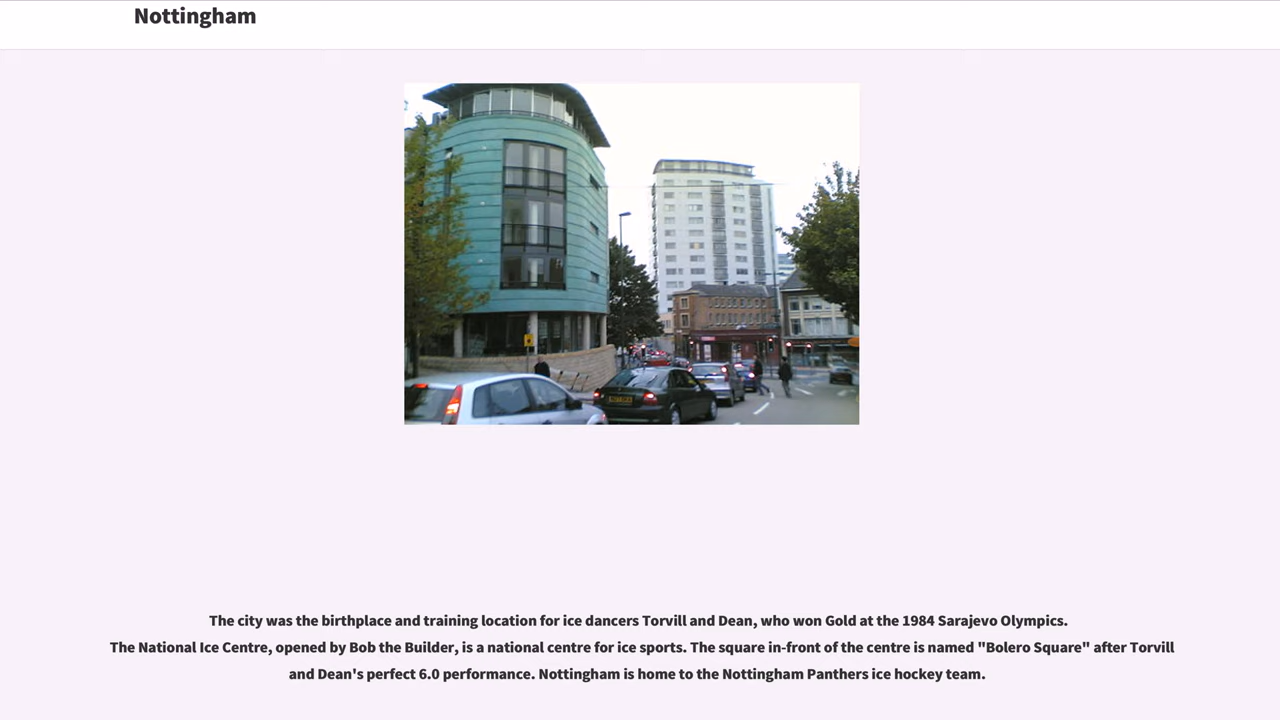 Nottingham
The city was the birthplace and training location for ice dancers Torvill and Dean, who won Gold at the 1984 Sarajevo Olympics.
The National Ice Centre, opened by Bob the Builder, is a national centre for ice sports. The square in-front of the centre is named "Bolero Square" after Torvill
and Dean's perfect 6.0 performance. Nottingham is home to the Nottingham Panthers ice hockey team.